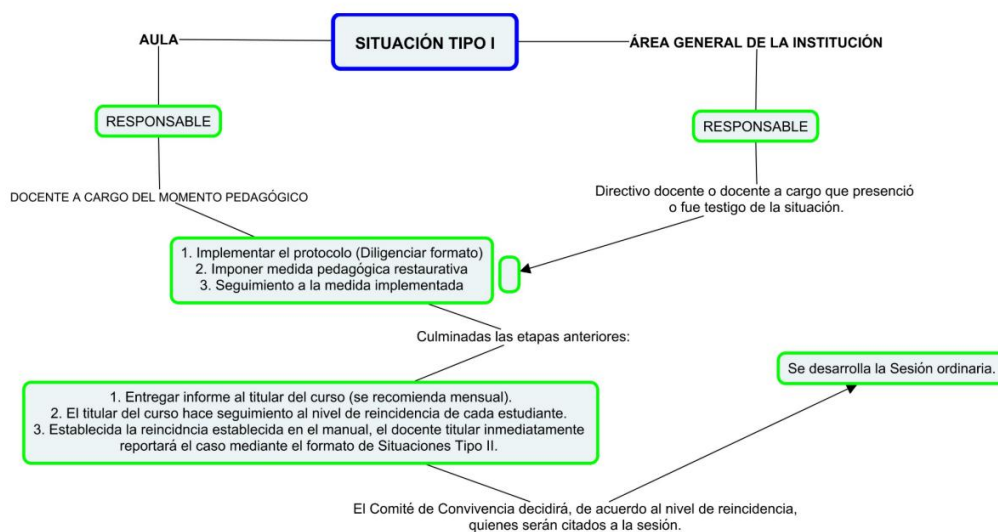 AULA
SITUACIÓN TIPO I
ÁREA GENERAL DE LA INSTITUCIÓN
RESPONSABLE
RESPONSABLE
DOCENTE A CARGO DEL MOMENTO PEDAGÓGICO
Directivo docente o docente a cargo que presenció
o fue testigo de la situación.
1. Implementar el protocolo (Diligenciar formato)
2. Imponer medida pedagógica restaurativa
3. Seguimiento a la medida implementada
Culminadas las etapas anteriores:
Se desarrolla la Sesión ordinaria.
1. Entregar informe al titular del curso (se recomienda mensual).
2. El titular del curso hace seguimiento al nivel de reincidencia de cada estudiante.
3. Establecida la reincidncia establecida en el manual, el docente titular inmediatamente
reportará el caso mediante el formato de Situaciones Tipo II.
El Comité de Convivencia decidirá, de acuerdo al nivel de reincidencia,
quienes serán citados a la sesión.